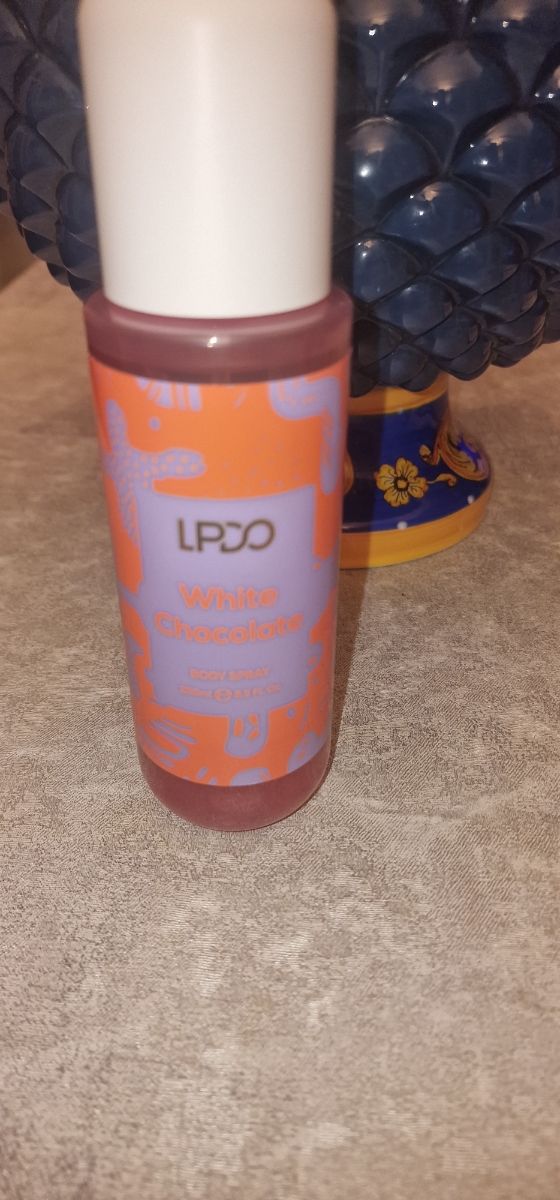 LPDO
White
Chocolate
BODY SPRAY